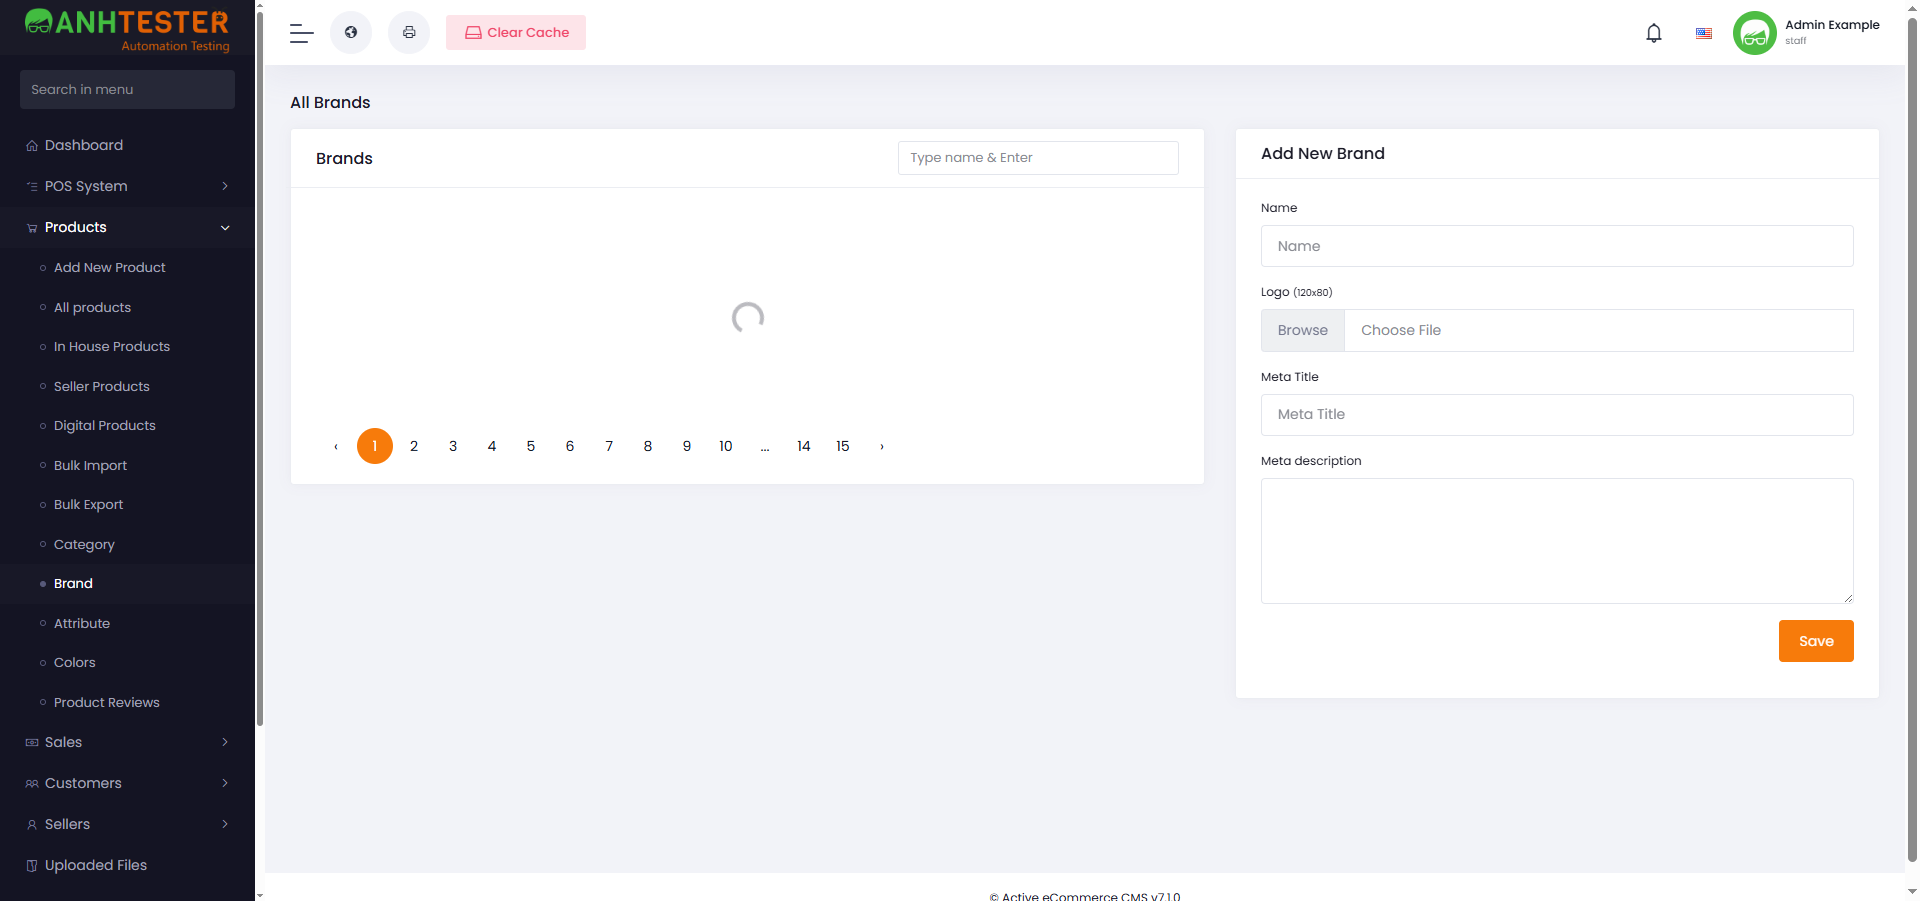 ANHTESTER
Automation Testing
Search in menu
Dashboard
POS System
Products
Add New Product
All products
In House Products
Seller Products
Digital Products
Bulk Import
Bulk Export
Category
Brand
Attribute
Colors
Product Reviews
Sales
Customers
Sellers
Uploaded Files
Clear Cache
Admin Example
staff
All Brands
Brands
Type name & Enter
‹ 1 2 3 4 5 6 7 8 9 10 ... 14 15 ›
Add New Brand
Name
Name
Logo (120x80)
Browse Choose File
Meta Title
Meta Title
Meta description
Save
© Active eCommerce CMS v7.1.0